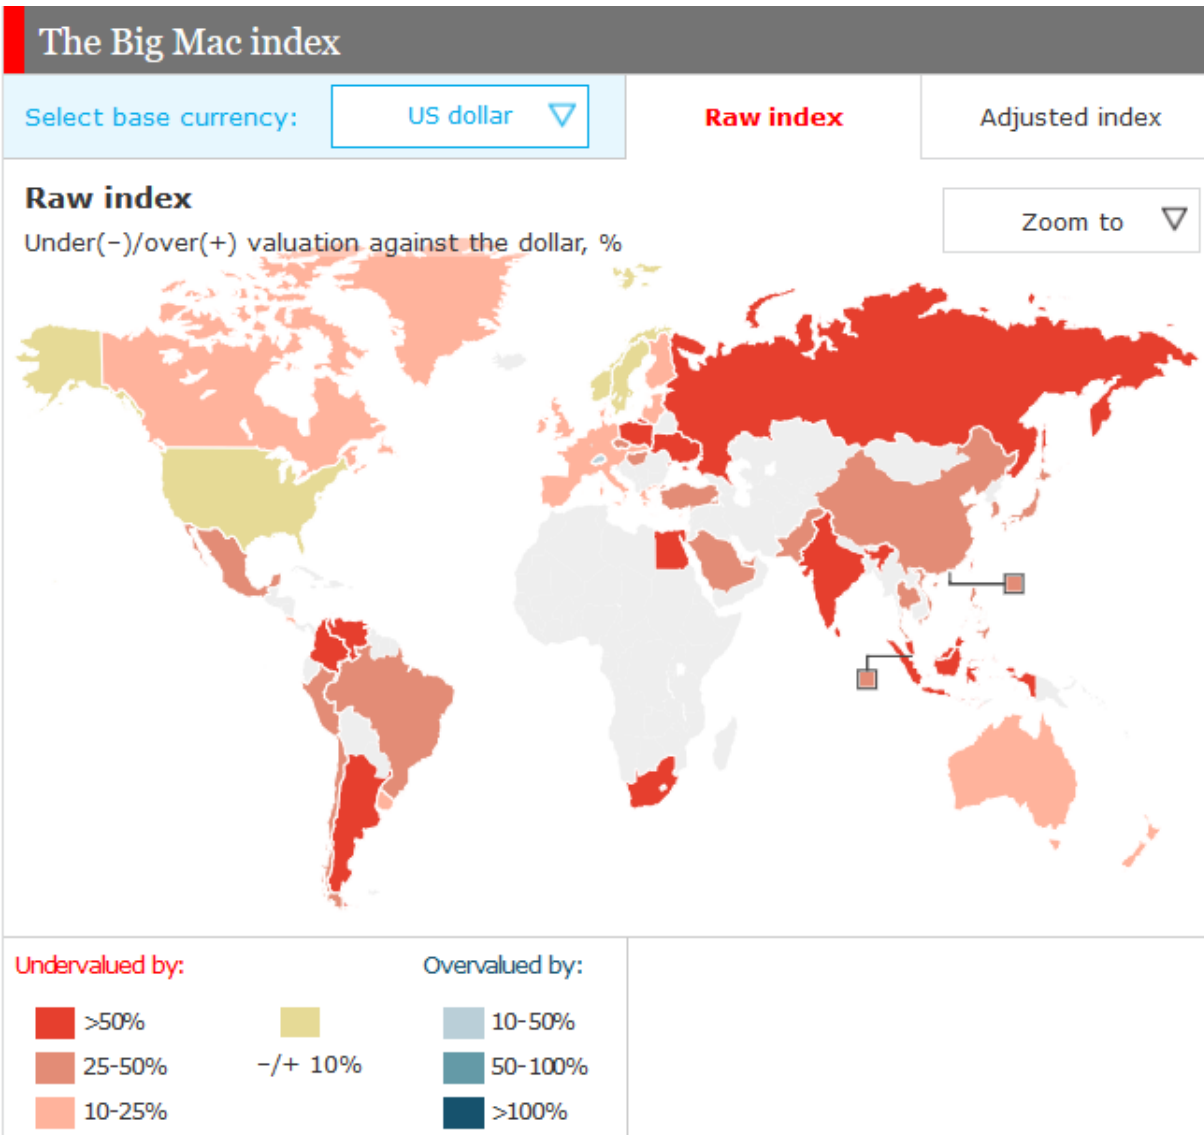 The Big Mac index
Select base currency: US dollar Raw index Adjusted index
Raw index
Zoom to
Under(–)/over(+) valuation against the dollar, %
Undervalued by: Overvalued by:
>50% 10-50%
25-50% –/+ 10% 50-100%
10-25% >100%